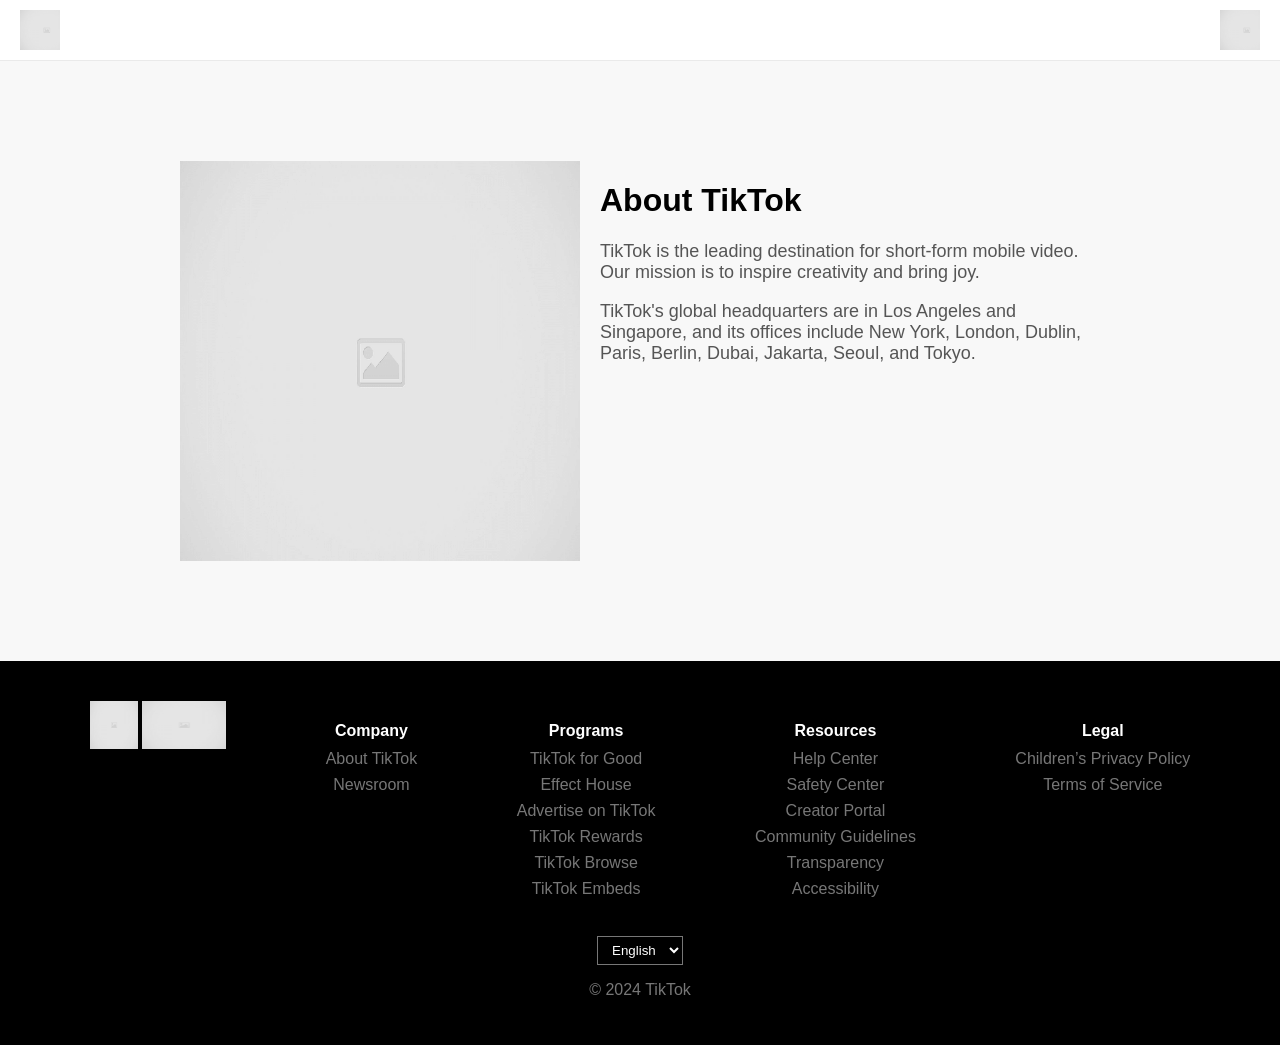 About TikTok
TikTok is the leading destination for short-form mobile video.
Our mission is to inspire creativity and bring joy.
TikTok's global headquarters are in Los Angeles and
Singapore, and its offices include New York, London, Dublin,
Paris, Berlin, Dubai, Jakarta, Seoul, and Tokyo.
Company
About TikTok
Newsroom
Programs
TikTok for Good
Effect House
Advertise on TikTok
TikTok Rewards
TikTok Browse
TikTok Embeds
Resources
Help Center
Safety Center
Creator Portal
Community Guidelines
Transparency
Accessibility
Legal
Children’s Privacy Policy
Terms of Service
English
© 2024 TikTok